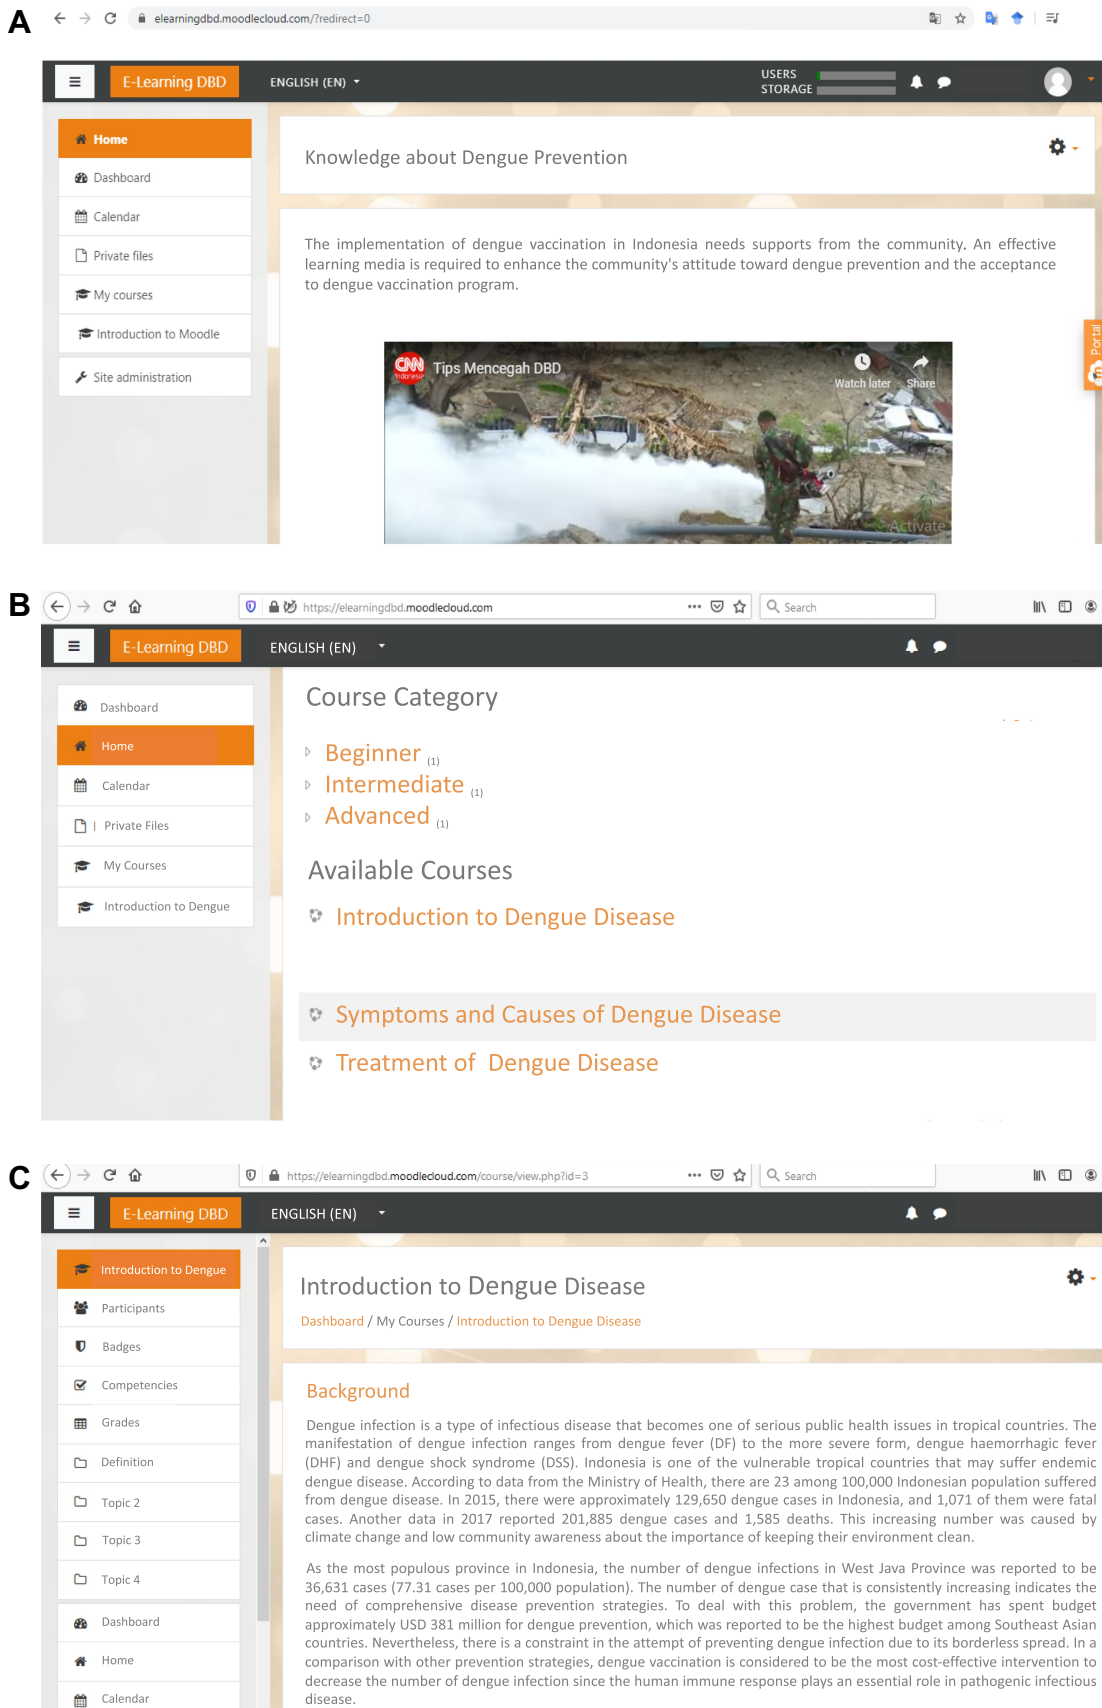 A
elearningdbd.moodlecloud.com/?redirect=0
E-Learning DBD
ENGLISH (EN)
USERS
STORAGE
Home
Dashboard
Calendar
Private files
My courses
Introduction to Moodle
Site administration
Knowledge about Dengue Prevention
The implementation of dengue vaccination in Indonesia needs supports from the community. An effective
learning media is required to enhance the community's attitude toward dengue prevention and the acceptance
to dengue vaccination program.
CNN
Indonesia
Tips Mencegah DBD
Watch later
Share
Activate
Portal
B
https://elearningdbd.moodlecloud.com
Search
E-Learning DBD
ENGLISH (EN)
Dashboard
Home
Calendar
Private Files
My Courses
Introduction to Dengue
Course Category
Beginner (1)
Intermediate (1)
Advanced (1)
Available Courses
Introduction to Dengue Disease
Symptoms and Causes of Dengue Disease
Treatment of Dengue Disease
C
https://elearningdbd.moodlecloud.com/course/view.php?id=3
Search
E-Learning DBD
ENGLISH (EN)
Introduction to Dengue
Participants
Badges
Competencies
Grades
Definition
Topic 2
Topic 3
Topic 4
Dashboard
Home
Calendar
Introduction to Dengue Disease
Dashboard / My Courses / Introduction to Dengue Disease
Background
Dengue infection is a type of infectious disease that becomes one of serious public health issues in tropical countries. The
manifestation of dengue infection ranges from dengue fever (DF) to the more severe form, dengue haemorrhagic fever
(DHF) and dengue shock syndrome (DSS). Indonesia is one of the vulnerable tropical countries that may suffer endemic
dengue disease. According to data from the Ministry of Health, there are 23 among 100,000 Indonesian population suffered
from dengue disease. In 2015, there were approximately 129,650 dengue cases in Indonesia, and 1,071 of them were fatal
cases. Another data in 2017 reported 201,885 dengue cases and 1,585 deaths. This increasing number was caused by
climate change and low community awareness about the importance of keeping their environment clean.
As the most populous province in Indonesia, the number of dengue infections in West Java Province was reported to be
36,631 cases (77.31 cases per 100,000 population). The number of dengue case that is consistently increasing indicates the
need of comprehensive disease prevention strategies. To deal with this problem, the government has spent budget
approximately USD 381 million for dengue prevention, which was reported to be the highest budget among Southeast Asian
countries. Nevertheless, there is a constraint in the attempt of preventing dengue infection due to its borderless spread. In a
comparison with other prevention strategies, dengue vaccination is considered to be the most cost-effective intervention to
decrease the number of dengue infection since the human immune response plays an essential role in pathogenic infectious
disease.